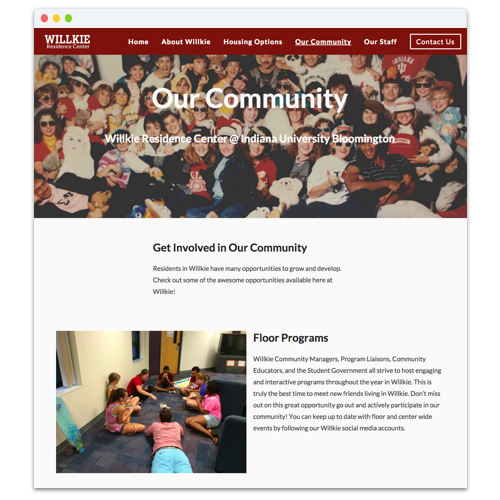 WILLKIE
Residence Center
Home About Willkie Housing Options Our Community Our Staff Contact Us
INDIANA
Our Community
Willkie Residence Center @ Indiana University Bloomington
Get Involved in Our Community
Residents in Willkie have many opportunities to grow and develop.
Check out some of the awesome opportunities available here at
Willkie!
Floor Programs
Willkie Community Managers, Program Liaisons, Community
Educators, and the Student Government all strive to host engaging
and interactive programs throughout the year in Willkie. This is
truly the best time to meet new friends living in Willkie. Don't miss
out on this great opportunity go out and actively participate in our
community! You can keep up to date with floor and center wide
events by following our Willkie social media accounts.